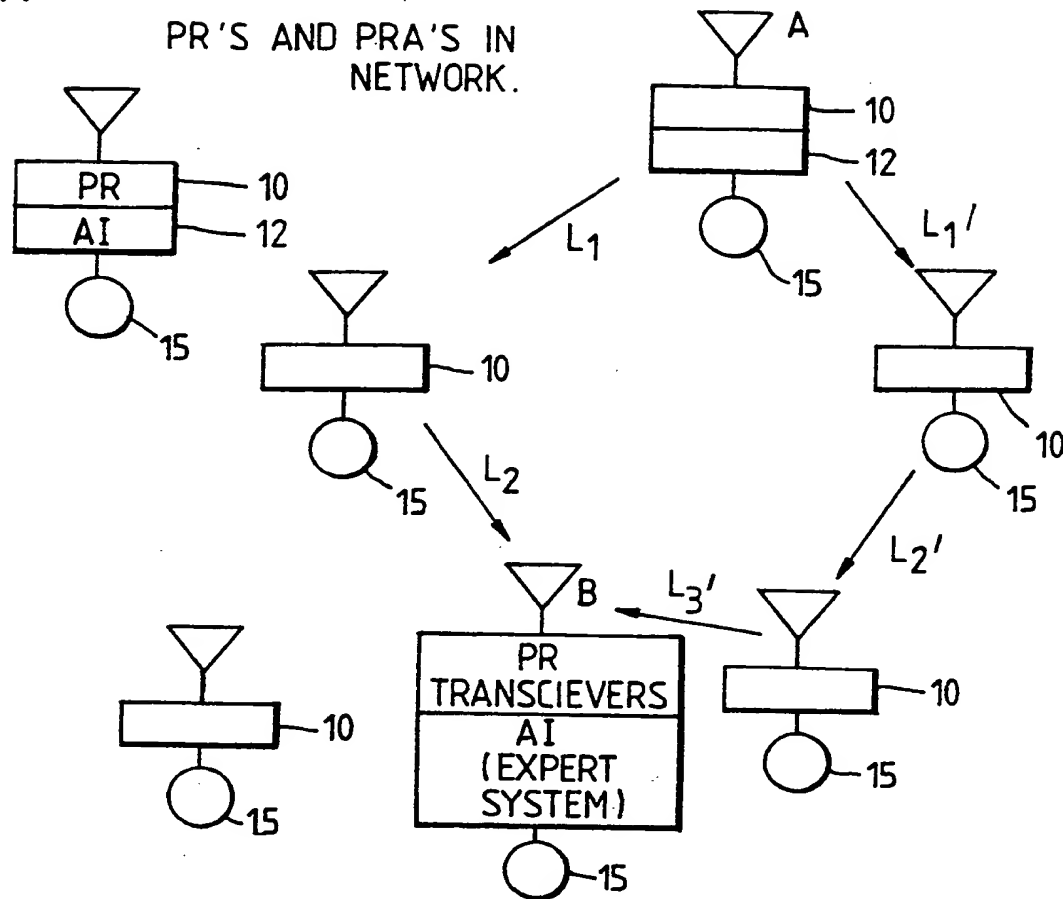 PR'S AND PRA'S IN
NETWORK.
A
10
12
PR
AI
10
12
L1
L1'
15
15
10
10
15
L2
15
L2'
B
L3'
PR
TRANSCIEVERS
AI
(EXPERT
SYSTEM)
10
10
15
15
15